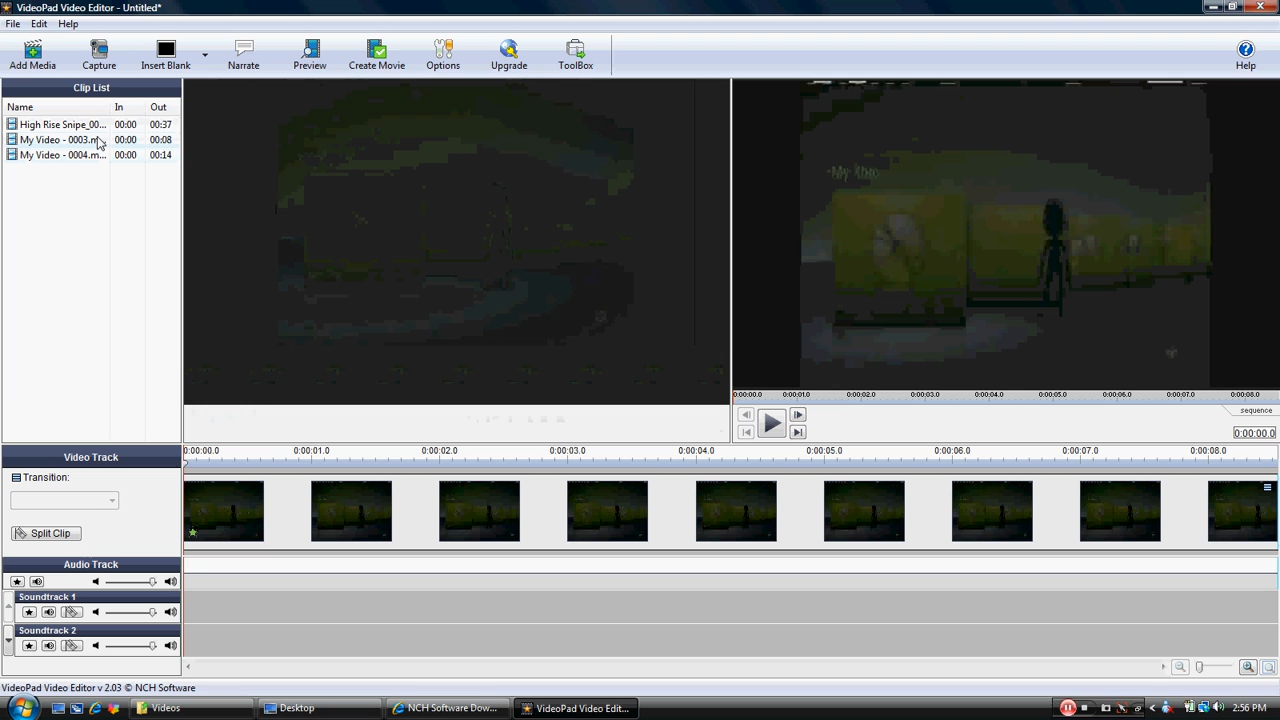 VideoPad Video Editor - Untitled*
File Edit Help
Add Media Capture Insert Blank Narrate Preview Create Movie Options Upgrade ToolBox Help
Clip List
Name In Out
High Rise Snipe_00... 00:00 00:37
My Video - 0003.m... 00:00 00:08
My Video - 0004.m... 00:00 00:14
0:00:00.0 0:00:01.0 0:00:02.0 0:00:03.0 0:00:04.0 0:00:05.0 0:00:06.0 0:00:07.0 0:00:08.0
sequence
0:00:00.0
Video Track
0:00:00.0 0:00:01.0 0:00:02.0 0:00:03.0 0:00:04.0 0:00:05.0 0:00:06.0 0:00:07.0 0:00:08.0
Transition:
Split Clip
Audio Track
Soundtrack 1
Soundtrack 2
VideoPad Video Editor v 2.03 © NCH Software
Videos Desktop NCH Software Dow... VideoPad Video Edit... 2:56 PM